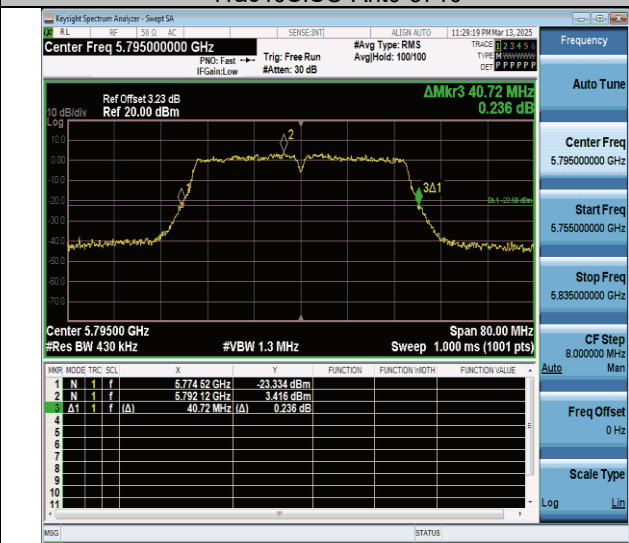 Keysight Spectrum Analyzer - Swept SA
RL RF 50 Ω AC SENSE:INT ALIGN AUTO 11:29:19 PM Mar 13, 2025
Center Freq 5.795000000 GHz
PNO: Fast
IFGain:Low
Trig: Free Run
#Atten: 30 dB
#Avg Type: RMS
Avg|Hold: 100/100
TRACE 1 2 3 4 5 6
TYPE M WWWWW
DET P P P P P P
Ref Offset 3.23 dB
Ref 20.00 dBm
ΔMkr3 40.72 MHz
0.236 dB
10 dB/div
Log
10.0
0.00
-10.0
-20.0
-30.0
-40.0
-50.0
-60.0
-70.0
1
2
3Δ1
DL1 -22.58 dBm
Center 5.79500 GHz
#Res BW 430 kHz
#VBW 1.3 MHz
Span 80.00 MHz
Sweep 1.000 ms (1001 pts)
MKR MODE TRC SCL X Y FUNCTION FUNCTION WIDTH FUNCTION VALUE
1 N 1 f 5.774 52 GHz -23.334 dBm
2 N 1 f 5.792 12 GHz 3.416 dBm
3 Δ1 1 f (Δ) 40.72 MHz (Δ) 0.236 dB
4
5
6
7
8
9
10
11
MSG STATUS
Frequency
Auto Tune
Center Freq
5.795000000 GHz
Start Freq
5.755000000 GHz
Stop Freq
5.835000000 GHz
CF Step
8.000000 MHz
Auto Man
Freq Offset
0 Hz
Scale Type
Log Lin